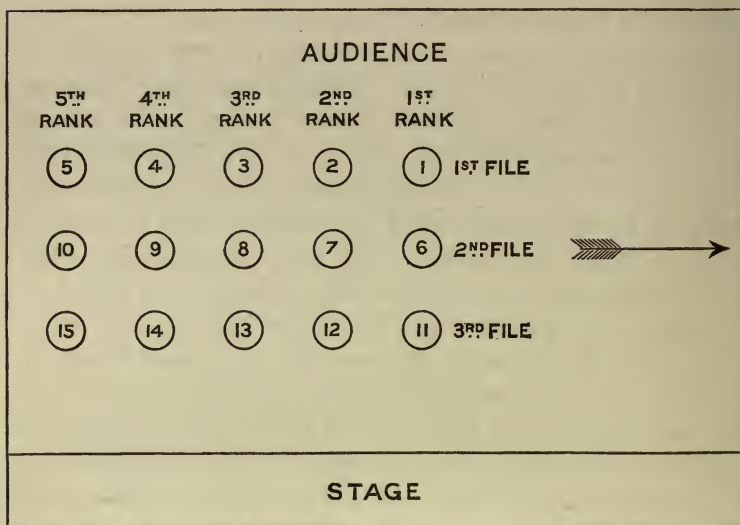 AUDIENCE
5TH 4TH 3RD 2ND 1ST
RANK RANK RANK RANK RANK
5 4 3 2 1 1ST FILE
10 9 8 7 6 2ND FILE
15 14 13 12 11 3RD FILE
STAGE